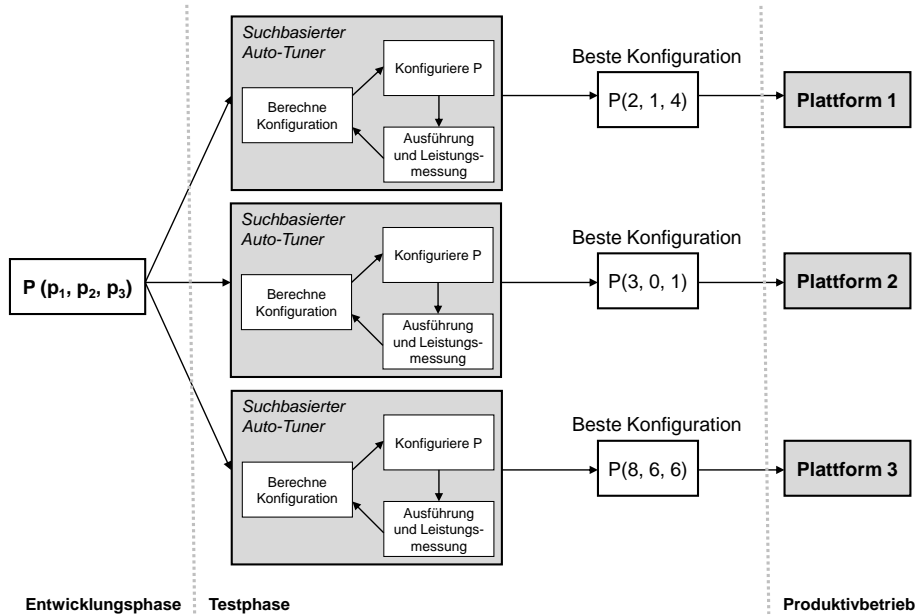 Suchbasierter
Auto-Tuner
Konfiguriere P
Berechne
Konfiguration
Ausführung
und Leistungs-
messung
Beste Konfiguration
P(2, 1, 4)
Plattform 1
P (p₁, p₂, p₃)
Suchbasierter
Auto-Tuner
Konfiguriere P
Berechne
Konfiguration
Ausführung
und Leistungs-
messung
Beste Konfiguration
P(3, 0, 1)
Plattform 2
Suchbasierter
Auto-Tuner
Konfiguriere P
Berechne
Konfiguration
Ausführung
und Leistungs-
messung
Beste Konfiguration
P(8, 6, 6)
Plattform 3
Entwicklungsphase
Testphase
Produktivbetrieb